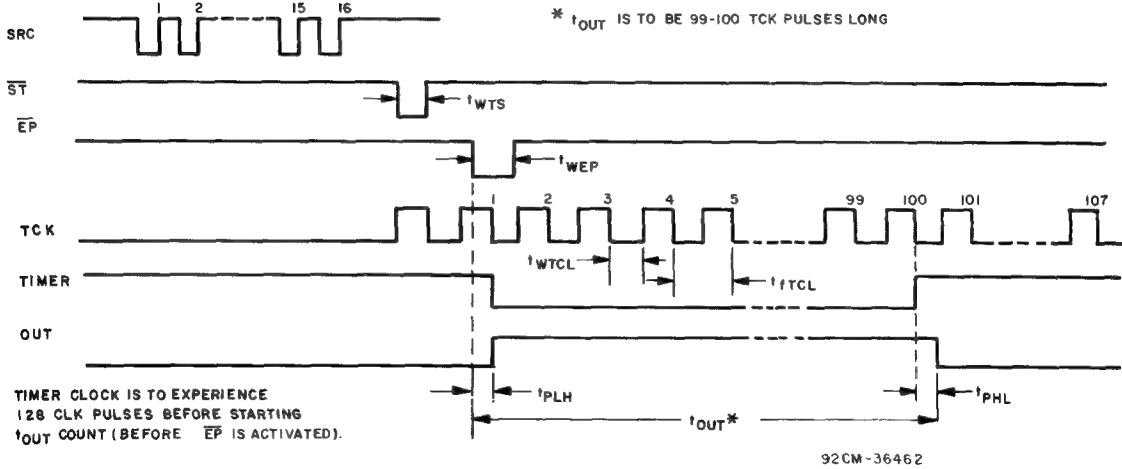 1 2 15 16
* tOUT IS TO BE 99-100 TCK PULSES LONG
SRC
ST
tWTS
EP
tWEP
1 2 3 4 5 99 100 101 107
TCK
tWTCL
TIMER
tfTCL
OUT
TIMER CLOCK IS TO EXPERIENCE
128 CLK PULSES BEFORE STARTING
tOUT COUNT (BEFORE EP IS ACTIVATED).
tPLH
tPHL
tOUT*
92CM-36462